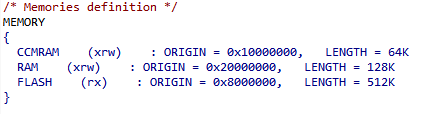 /* Memories definition */
MEMORY
{
  CCMRAM    (xrw)    : ORIGIN = 0x10000000,   LENGTH = 64K
  RAM    (xrw)    : ORIGIN = 0x20000000,   LENGTH = 128K
  FLASH    (rx)    : ORIGIN = 0x8000000,   LENGTH = 512K
}